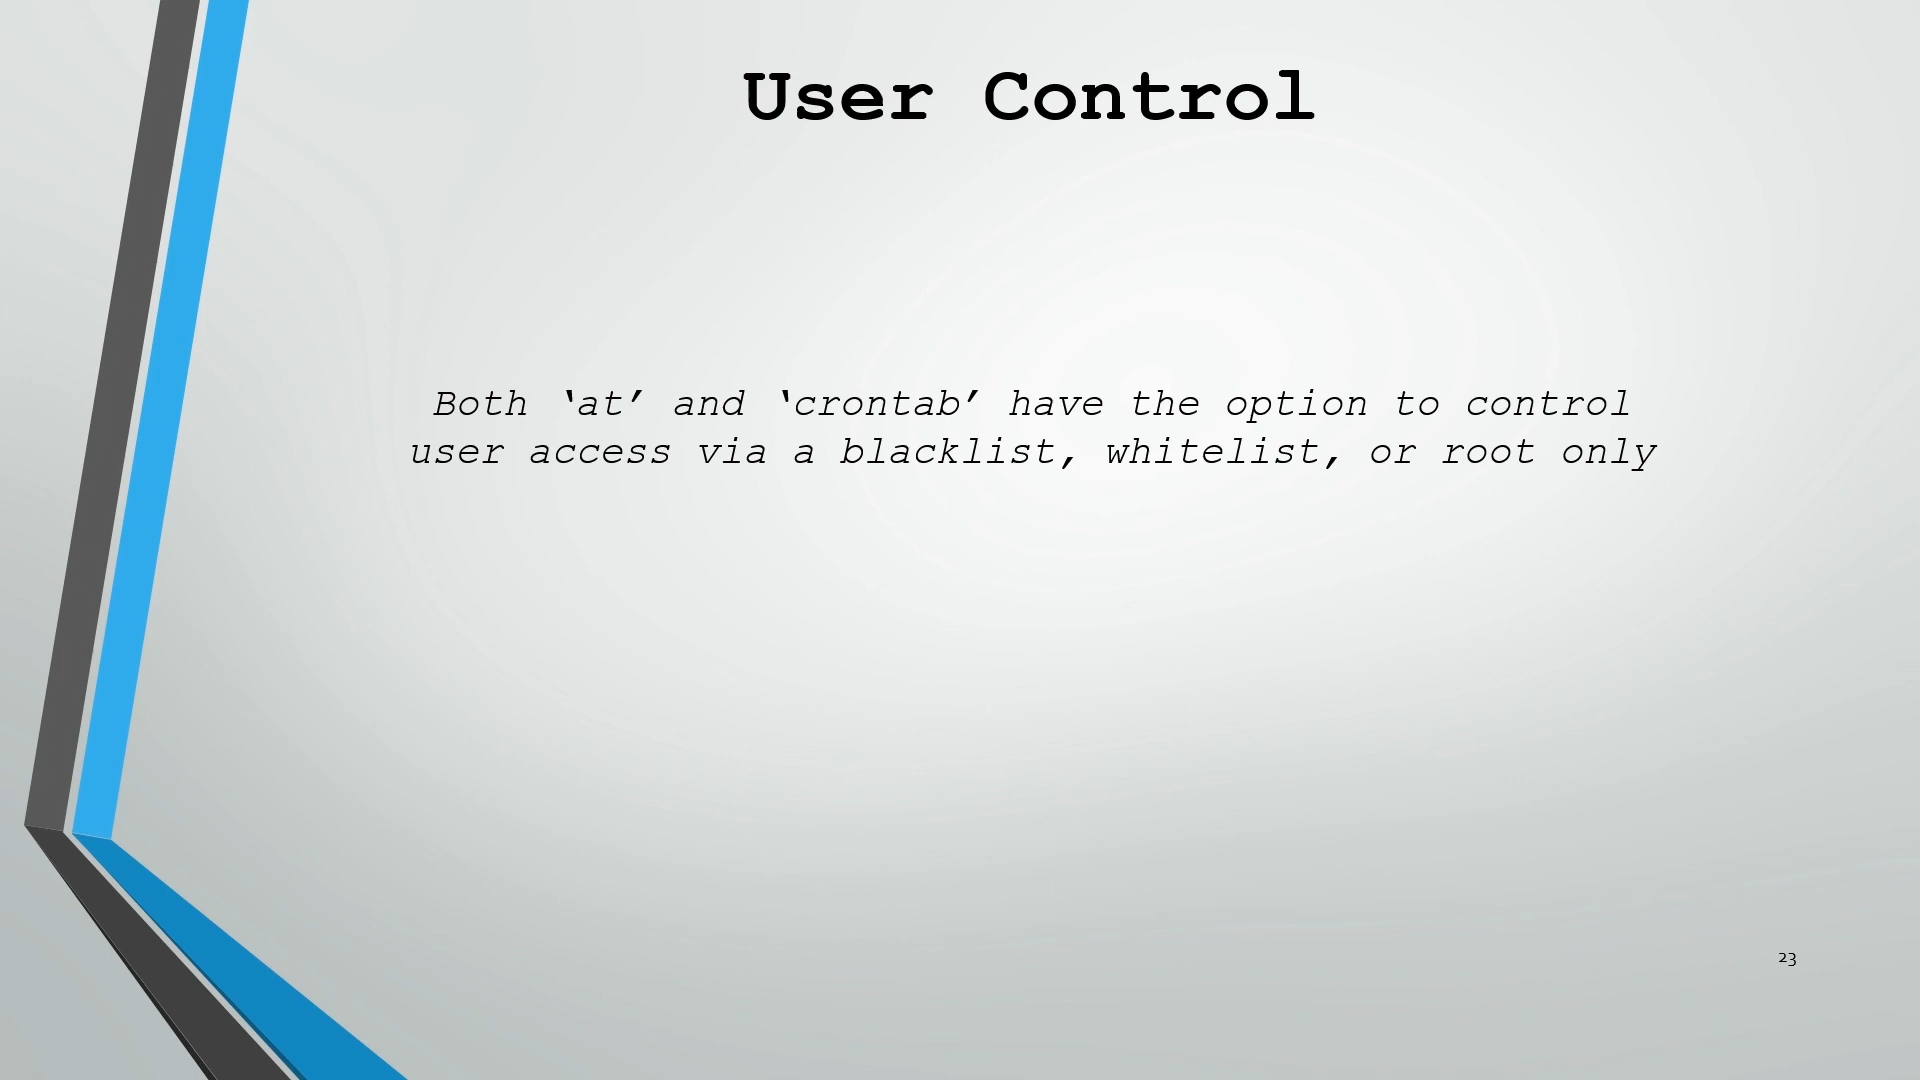 User Control
Both ‘at’ and ‘crontab’ have the option to control
user access via a blacklist, whitelist, or root only
23